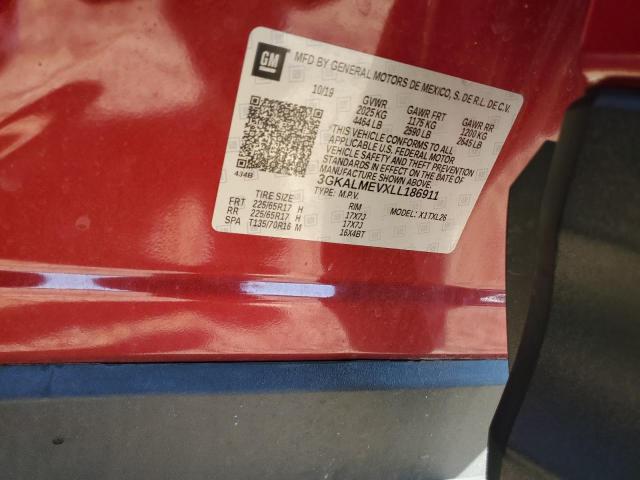 GM
MFD BY GENERAL MOTORS DE MEXICO, S. DE R.L. DE C.V.
10/19 GVWR GAWR FRT GAWR RR
2025 KG 1175 KG 1200 KG
4464 LB 2590 LB 2645 LB
THIS VEHICLE CONFORMS TO ALL
APPLICABLE U.S. FEDERAL MOTOR
VEHICLE SAFETY AND THEFT PREVENTION
STANDARDS IN EFFECT ON THE DATE OF
MANUFACTURE SHOWN ABOVE.
434B 3GKALMEVXLL186911
TYPE: M.P.V. MODEL: X1TXL26
TIRE SIZE RIM
FRT 225/65R17 H 17X7J
RR 225/65R17 H 17X7J
SPA T135/70R16 M 16X4BT